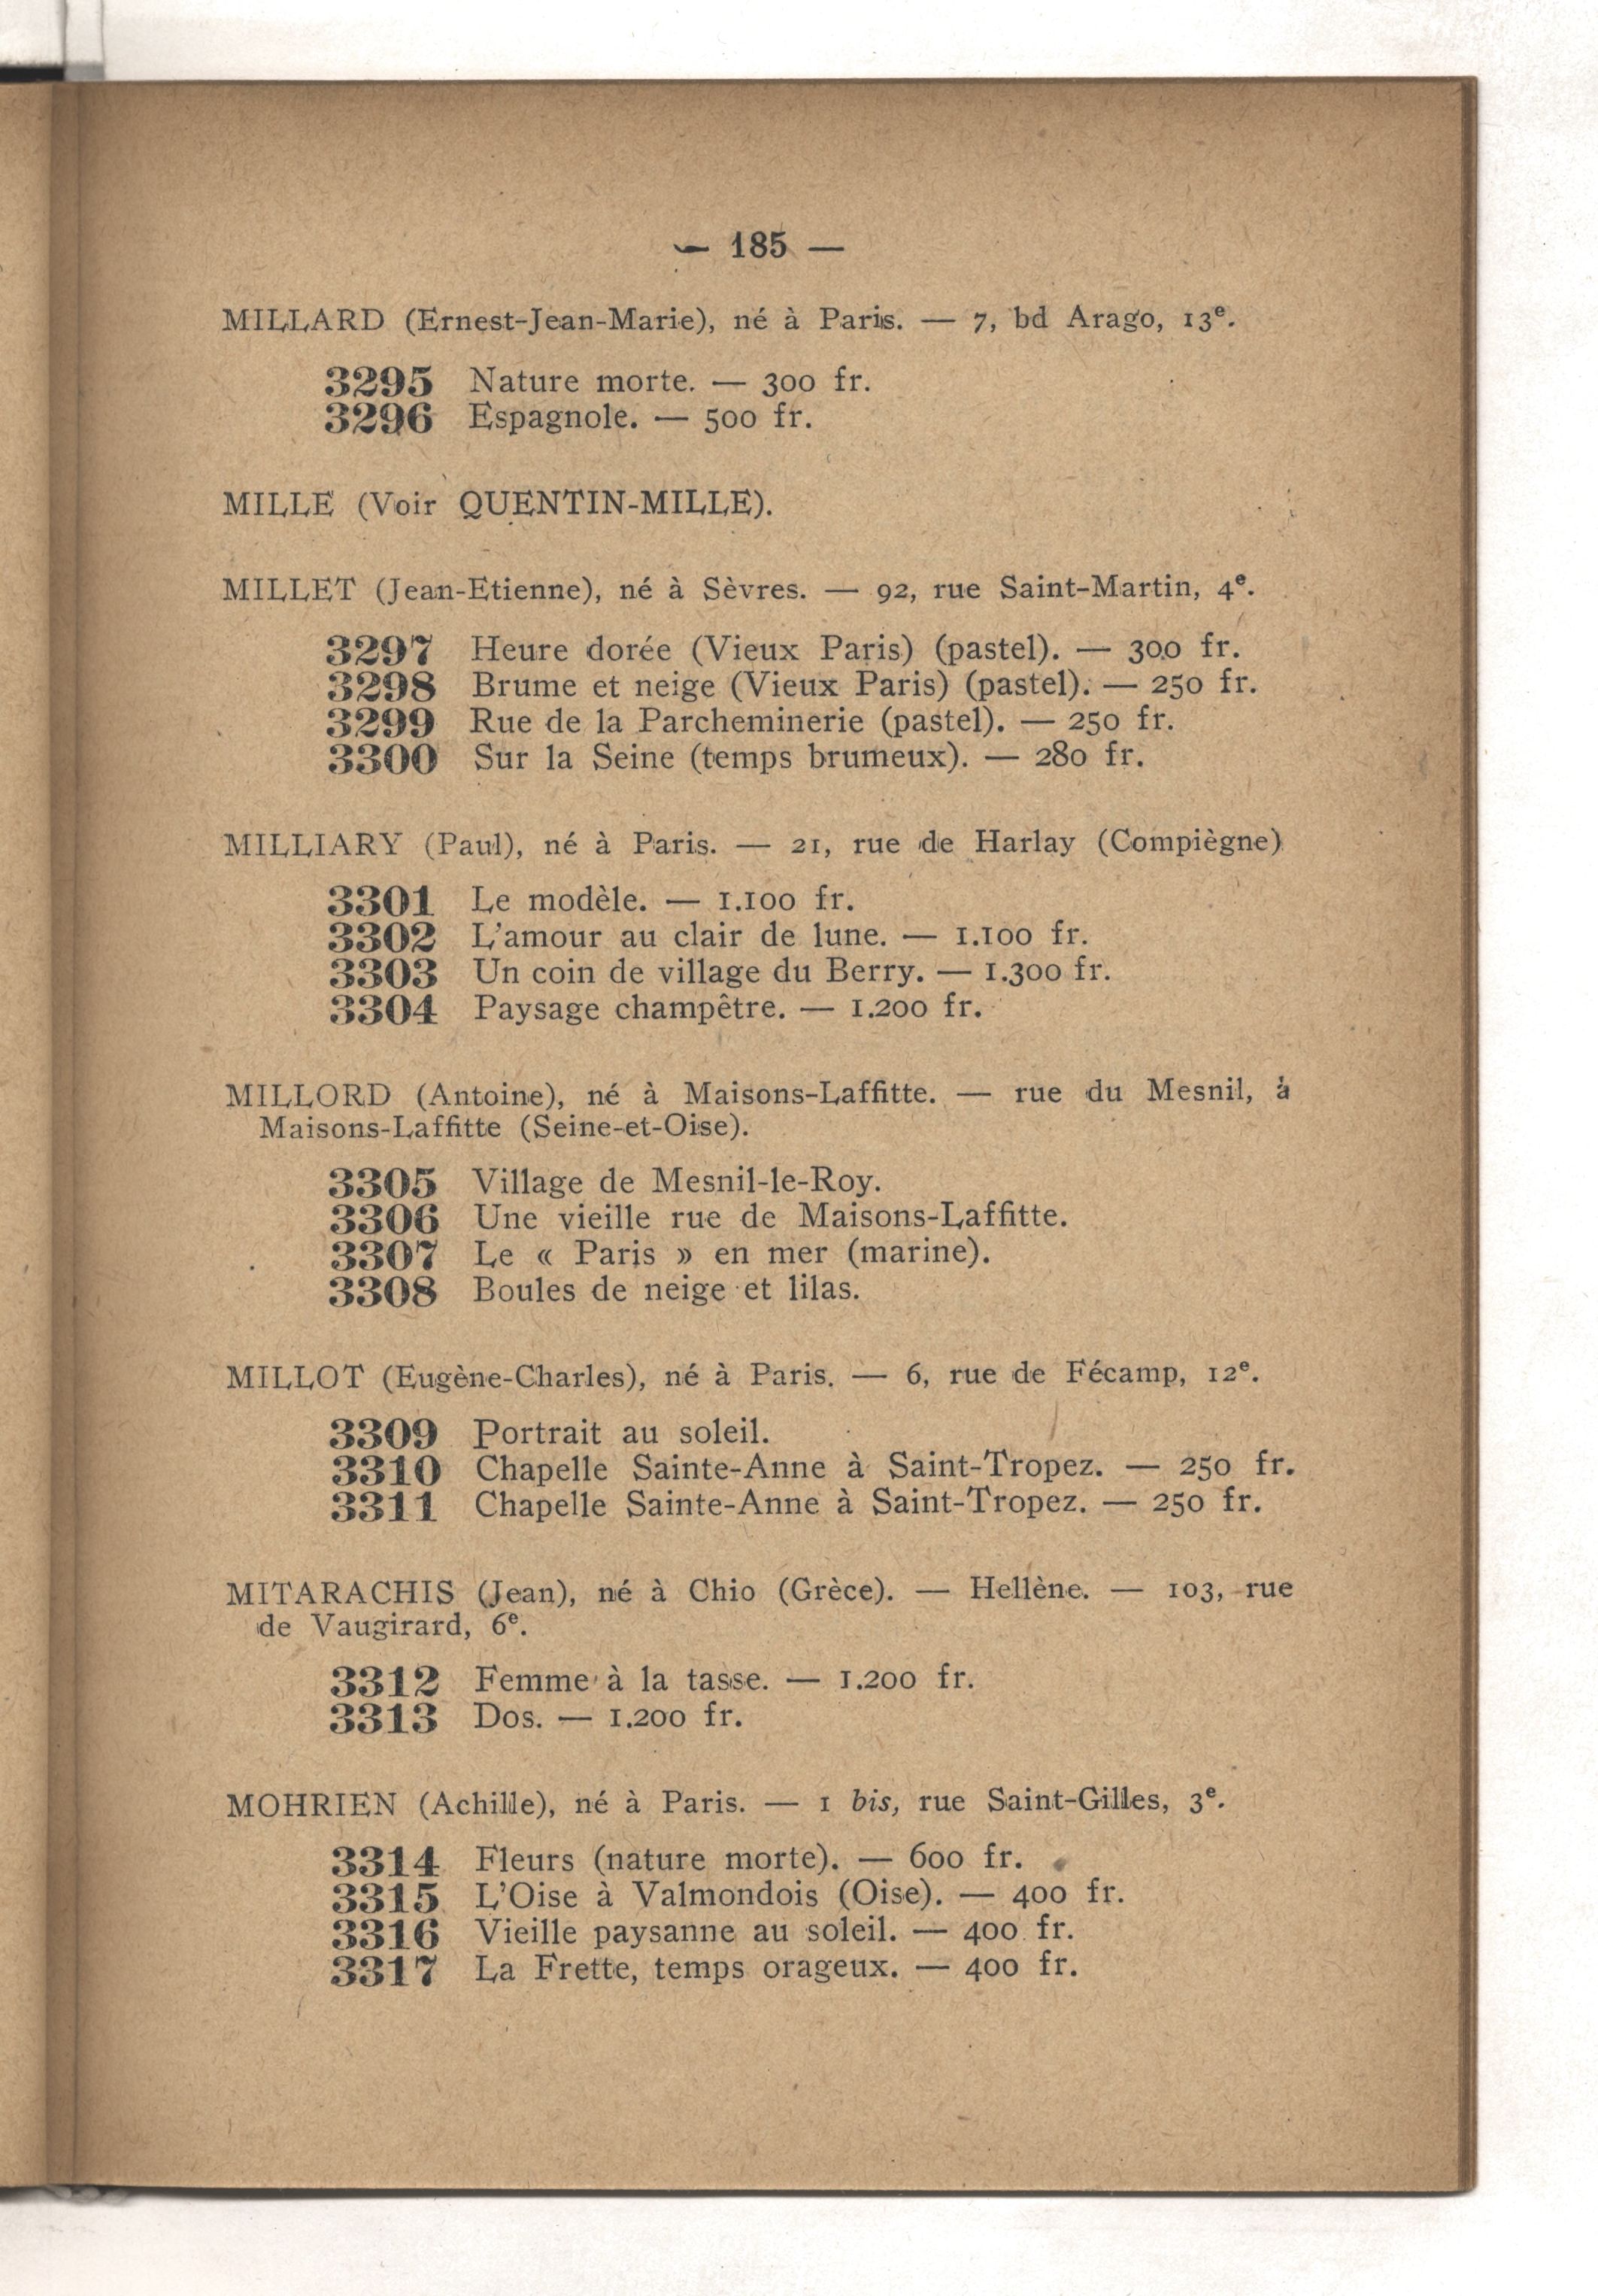 — 185 —
MILLARD (Ernest-Jean-Marie), né à Paris. — 7, bd Arago, 13e.
3295 Nature morte. — 300 fr.
3296 Espagnole. — 500 fr.
MILLE (Voir QUENTIN-MILLE).
MILLET (Jean-Etienne), né à Sèvres. — 92, rue Saint-Martin, 4e.
3297 Heure dorée (Vieux Paris) (pastel). — 300 fr.
3298 Brume et neige (Vieux Paris) (pastel). — 250 fr.
3299 Rue de la Parcheminerie (pastel). — 250 fr.
3300 Sur la Seine (temps brumeux). — 280 fr.
MILLIARY (Paul), né à Paris. — 21, rue de Harlay (Compiègne)
3301 Le modèle. — 1.100 fr.
3302 L'amour au clair de lune. — 1.100 fr.
3303 Un coin de village du Berry. — 1.300 fr.
3304 Paysage champêtre. — 1.200 fr.
MILLORD (Antoine), né à Maisons-Laffitte. — rue du Mesnil, à
Maisons-Laffitte (Seine-et-Oise).
3305 Village de Mesnil-le-Roy.
3306 Une vieille rue de Maisons-Laffitte.
3307 Le « Paris » en mer (marine).
3308 Boules de neige et lilas.
MILLOT (Eugène-Charles), né à Paris. — 6, rue de Fécamp, 12e.
3309 Portrait au soleil.
3310 Chapelle Sainte-Anne à Saint-Tropez. — 250 fr.
3311 Chapelle Sainte-Anne à Saint-Tropez. — 250 fr.
MITARACHIS (Jean), né à Chio (Grèce). — Hellène. — 103, rue
de Vaugirard, 6e.
3312 Femme à la tasse. — 1.200 fr.
3313 Dos. — 1.200 fr.
MOHRIEN (Achille), né à Paris. — 1 bis, rue Saint-Gilles, 3e.
3314 Fleurs (nature morte). — 600 fr.
3315 L'Oise à Valmondois (Oise). — 400 fr.
3316 Vieille paysanne au soleil. — 400 fr.
3317 La Frette, temps orageux. — 400 fr.